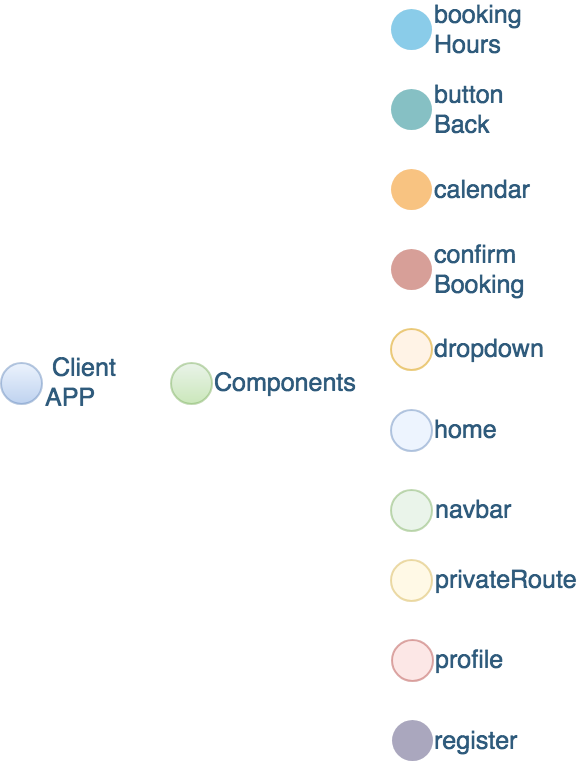 booking
Hours
button
Back
calendar
confirm
Booking
dropdown
Client
APP
Components
home
navbar
privateRoute
profile
register